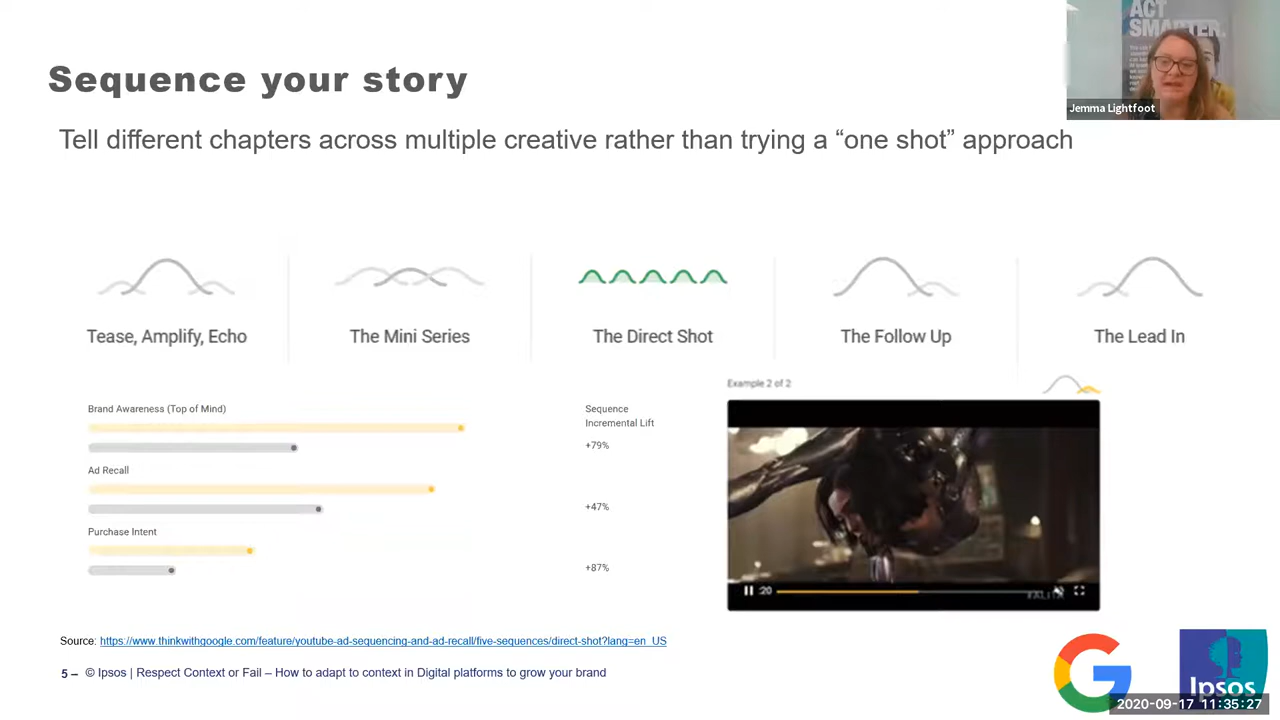 ACT
SMARTER.
Jemma Lightfoot
Sequence your story
Tell different chapters across multiple creative rather than trying a “one shot” approach
Tease, Amplify, Echo
The Mini Series
The Direct Shot
The Follow Up
The Lead In
Brand Awareness (Top of Mind)
Sequence
Incremental Lift
+79%
Ad Recall
+47%
Purchase Intent
+87%
Example 2 of 2
:20
Source: https://www.thinkwithgoogle.com/feature/youtube-ad-sequencing-and-ad-recall/five-sequences/direct-shot?lang=en_US
5 – © Ipsos | Respect Context or Fail – How to adapt to context in Digital platforms to grow your brand
G
Ipsos
2020-09-17 11:35:27